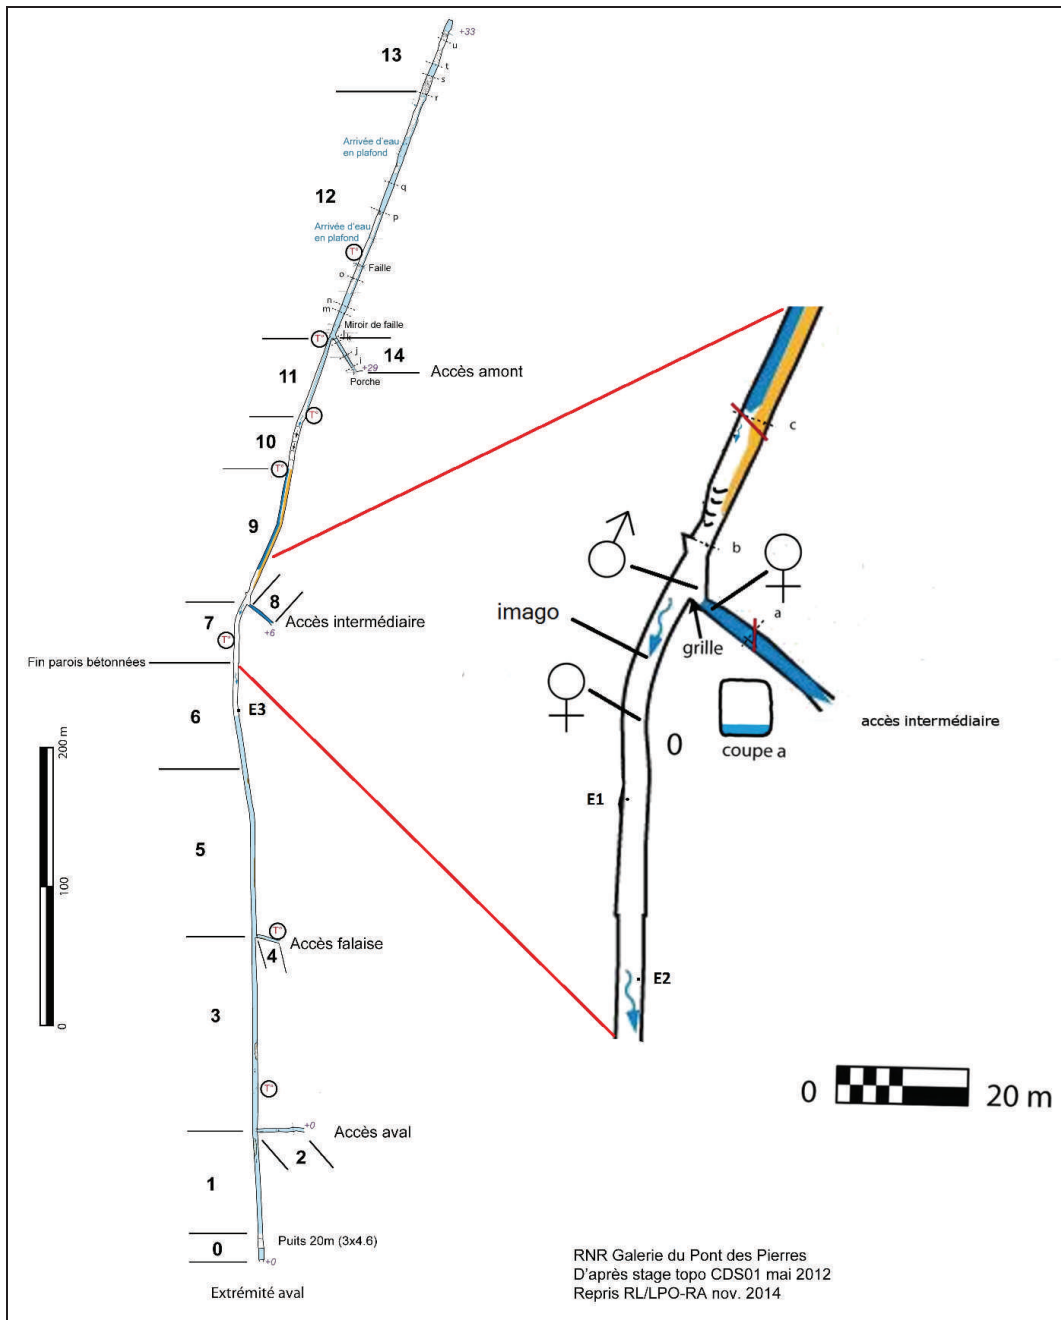 +33
u
13
t
s
r
Arrivée d'eau
en plafond
q
12
p
Arrivée d'eau
en plafond
T°
Faille
o
n
m
Miroir de faille
T°
k
j
14
i
+29
Accès amont
11
Porche
T°
10
T°
9
8
7
Accès intermédiaire
+6
T°
Fin parois bétonnées
6
E3
200 m
5
100
T°
Accès falaise
4
3
0
T°
+0
Accès aval
2
1
Puits 20m (3x4.6)
0
+0
Extrémité aval
c
b
a
imago
grille
accès intermédiaire
0
coupe a
E1
E2
0
20 m
RNR Galerie du Pont des Pierres
D'après stage topo CDS01 mai 2012
Repris RL/LPO-RA nov. 2014